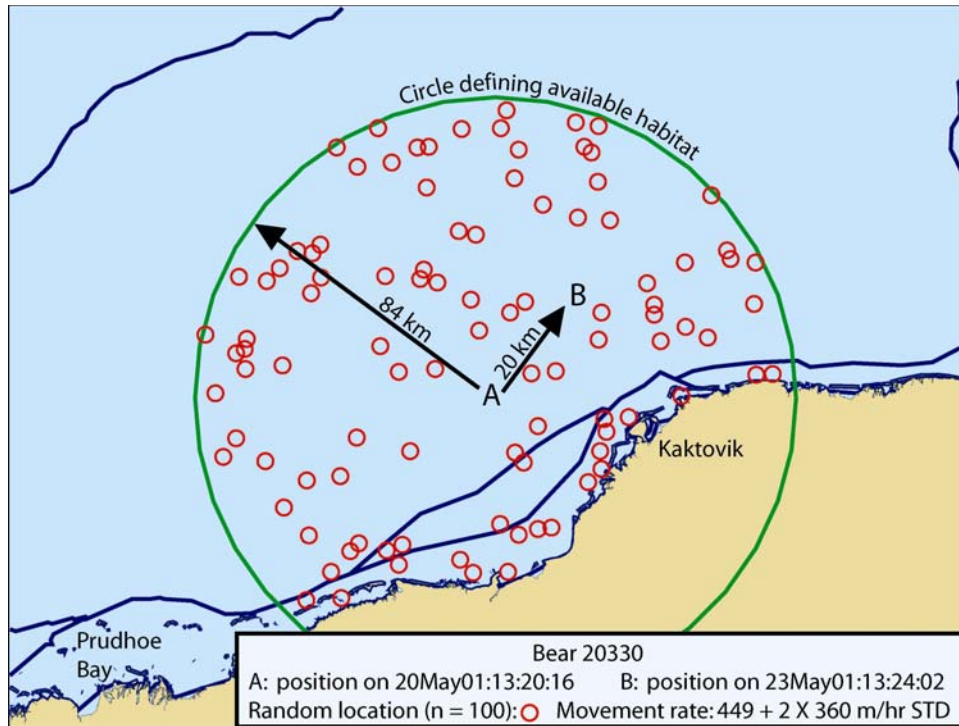 Circle defining available habitat
84 km
B
20 km
A
Kaktovik
Prudhoe
Bay
Bear 20330
A: position on 20May01:13:20:16 B: position on 23May01:13:24:02
Random location (n = 100): Movement rate: 449 + 2 X 360 m/hr STD